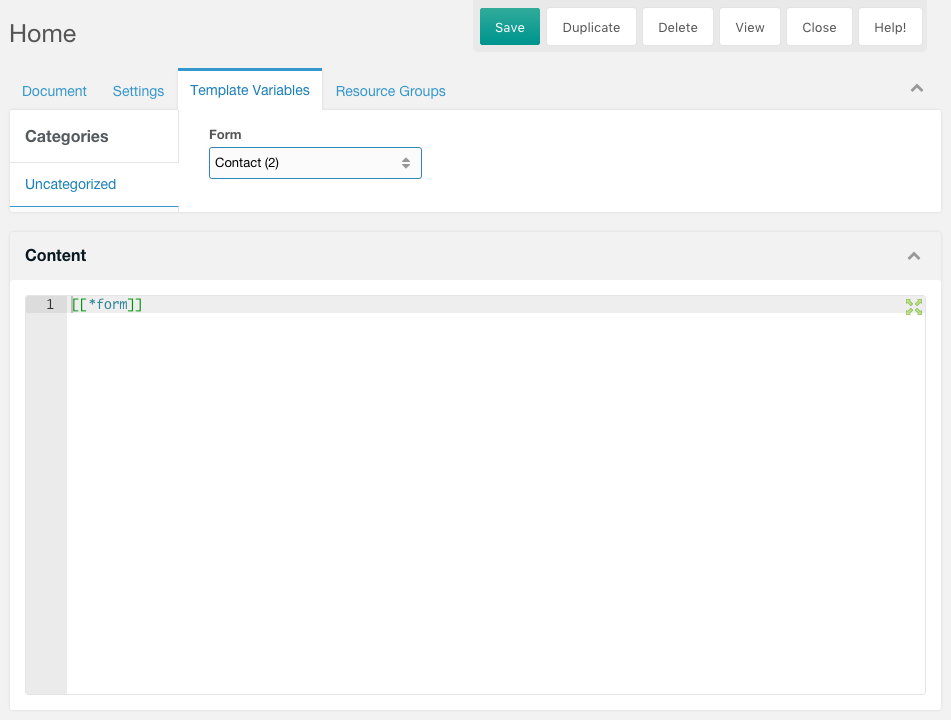 Home
Save Duplicate Delete View Close Help!
Document Settings Template Variables Resource Groups
Categories
Form
Contact (2)
Uncategorized
Content
1 [[*form]]